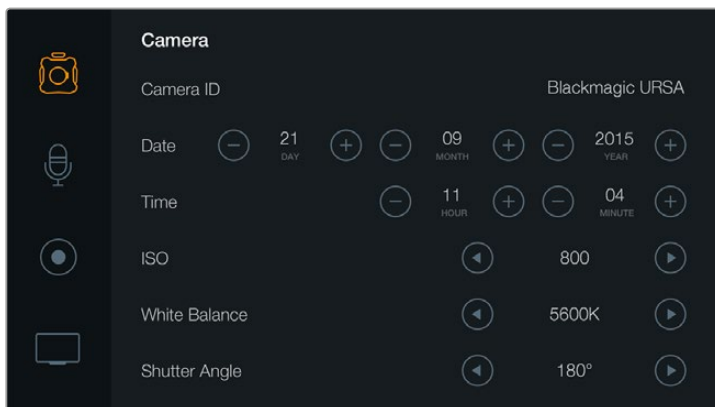 Camera
Camera ID Blackmagic URSA
Date 21 09 2015
DAY MONTH YEAR
Time 11 04
HOUR MINUTE
ISO 800
White Balance 5600K
Shutter Angle 180°